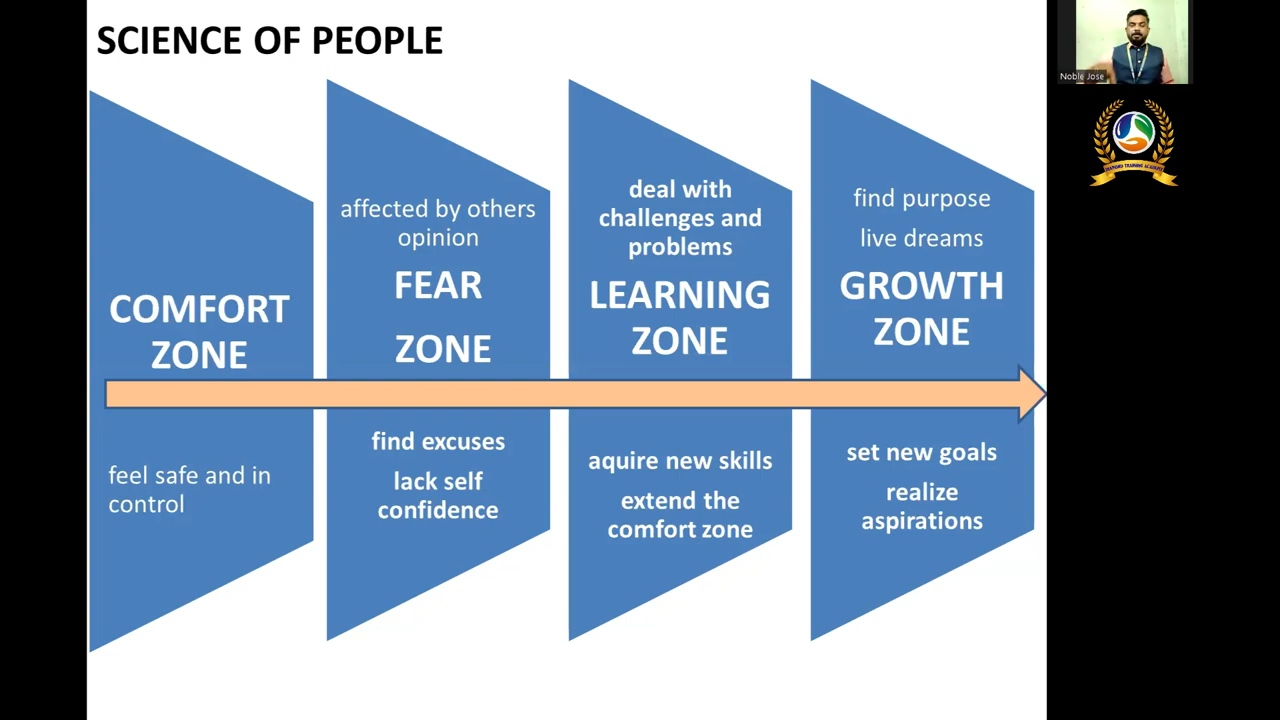 SCIENCE OF PEOPLE
COMFORT
ZONE
feel safe and in
control
affected by others
opinion
FEAR
ZONE
find excuses
lack self
confidence
deal with
challenges and
problems
LEARNING
ZONE
aquire new skills
extend the
comfort zone
find purpose
live dreams
GROWTH
ZONE
set new goals
realize
aspirations
Noble Jose
TRAINING ACADEMY